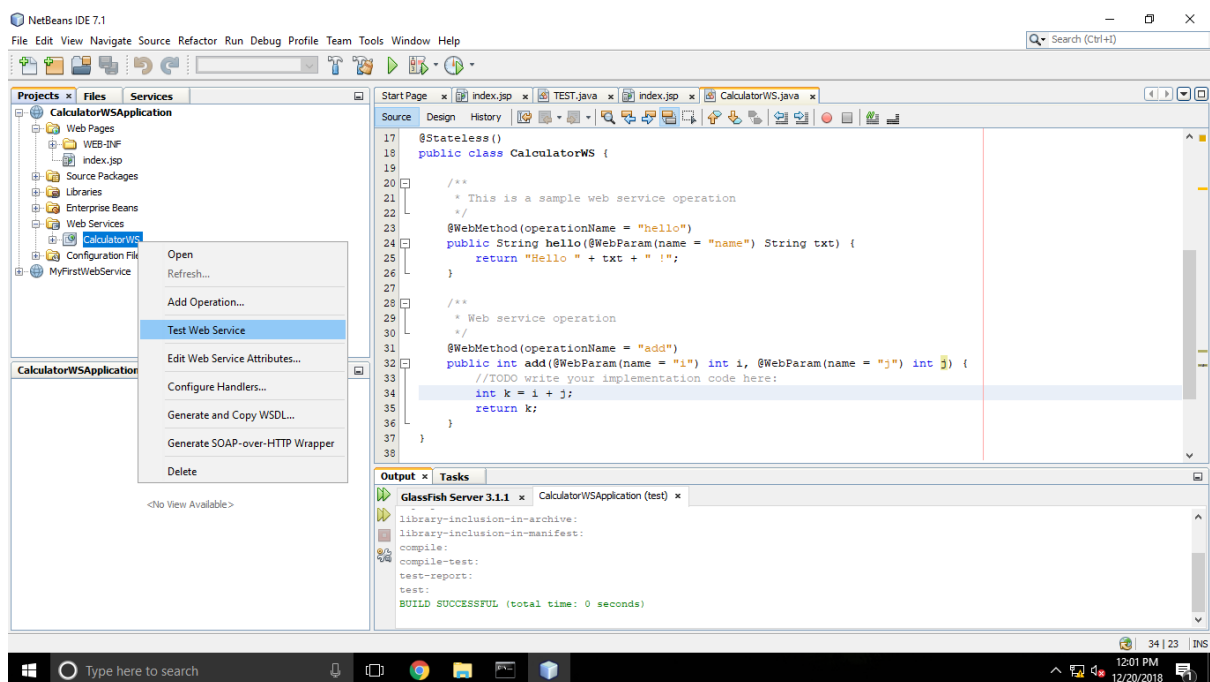 NetBeans IDE 7.1
File Edit View Navigate Source Refactor Run Debug Profile Team Tools Window Help
Search (Ctrl+I)
Projects Files Services
CalculatorWSApplication
Web Pages
WEB-INF
index.jsp
Source Packages
Libraries
Enterprise Beans
Web Services
CalculatorWS
Configuration File
MyFirstWebService
Open
Refresh...
Add Operation...
Test Web Service
Edit Web Service Attributes...
Configure Handlers...
Generate and Copy WSDL...
Generate SOAP-over-HTTP Wrapper
Delete
CalculatorWSApplication
<No View Available>
Start Page index.jsp TEST.java index.jsp CalculatorWS.java
Source Design History
17 @Stateless()
18 public class CalculatorWS {
19
20 /**
21 * This is a sample web service operation
22 */
23 @WebMethod(operationName = "hello")
24 public String hello(@WebParam(name = "name") String txt) {
25 return "Hello " + txt + " !";
26 }
27
28 /**
29 * Web service operation
30 */
31 @WebMethod(operationName = "add")
32 public int add(@WebParam(name = "i") int i, @WebParam(name = "j") int j) {
33 //TODO write your implementation code here:
34 int k = i + j;
35 return k;
36 }
37 }
38
Output Tasks
GlassFish Server 3.1.1 CalculatorWSApplication (test)
library-inclusion-in-archive:
library-inclusion-in-manifest:
compile:
compile-test:
test-report:
test:
BUILD SUCCESSFUL (total time: 0 seconds)
34 | 23 INS
Type here to search
12:01 PM
12/20/2018